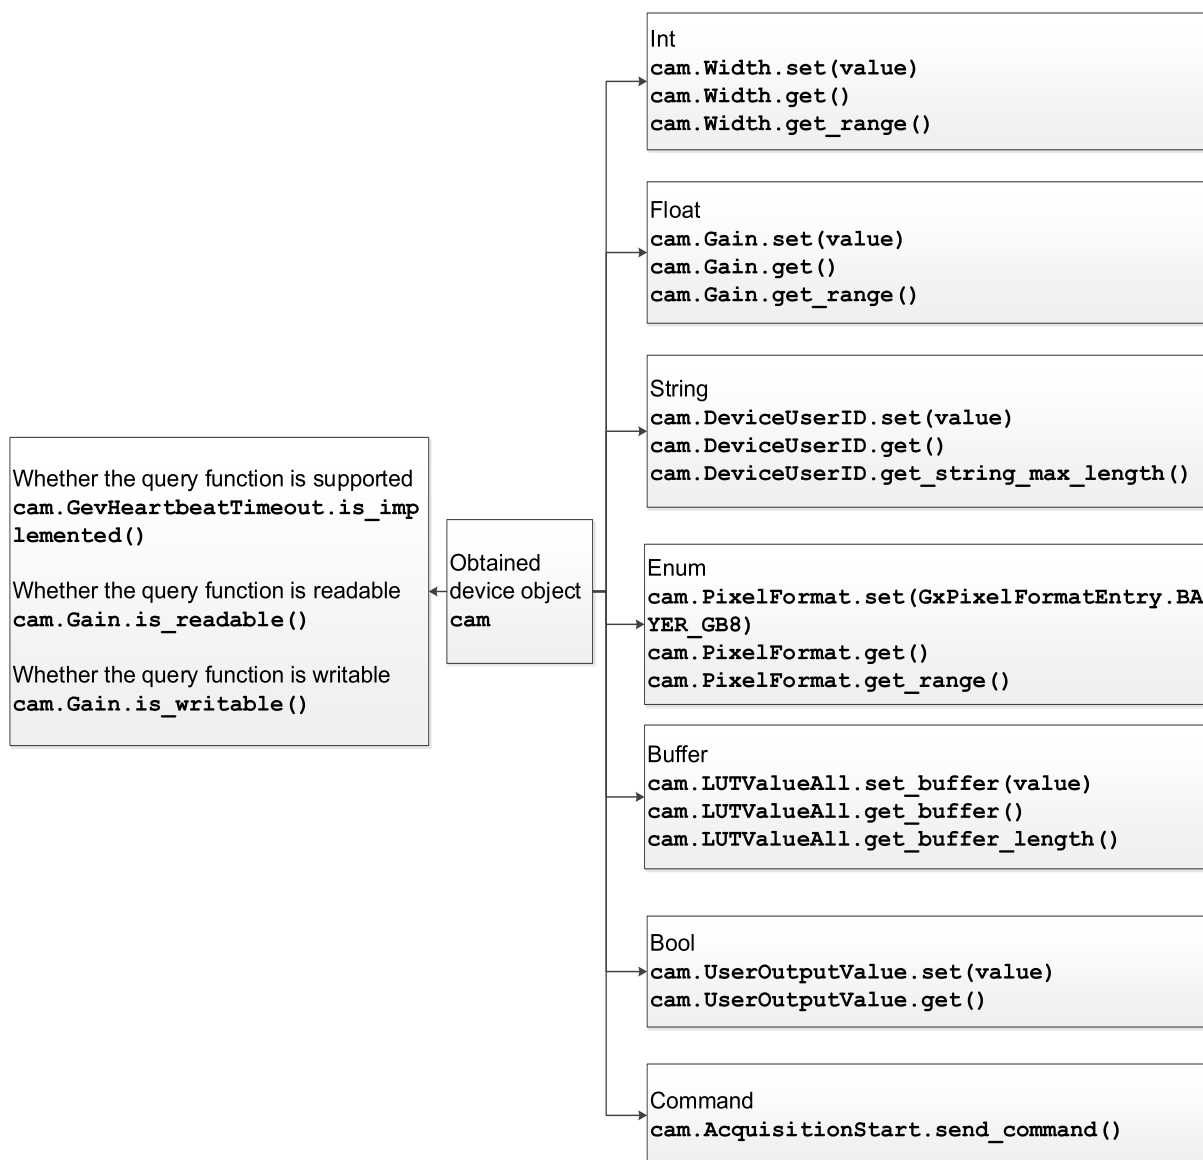 Int
cam.Width.set(value)
cam.Width.get()
cam.Width.get_range()
Float
cam.Gain.set(value)
cam.Gain.get()
cam.Gain.get_range()
String
cam.DeviceUserID.set(value)
cam.DeviceUserID.get()
cam.DeviceUserID.get_string_max_length()
Whether the query function is supported
cam.GevHeartbeatTimeout.is_imp
lemented()
Whether the query function is readable
cam.Gain.is_readable()
Whether the query function is writable
cam.Gain.is_writable()
Obtained
device object
cam
Enum
cam.PixelFormat.set(GxPixelFormatEntry.BA
YER_GB8)
cam.PixelFormat.get()
cam.PixelFormat.get_range()
Buffer
cam.LUTValueAll.set_buffer(value)
cam.LUTValueAll.get_buffer()
cam.LUTValueAll.get_buffer_length()
Bool
cam.UserOutputValue.set(value)
cam.UserOutputValue.get()
Command
cam.AcquisitionStart.send_command()